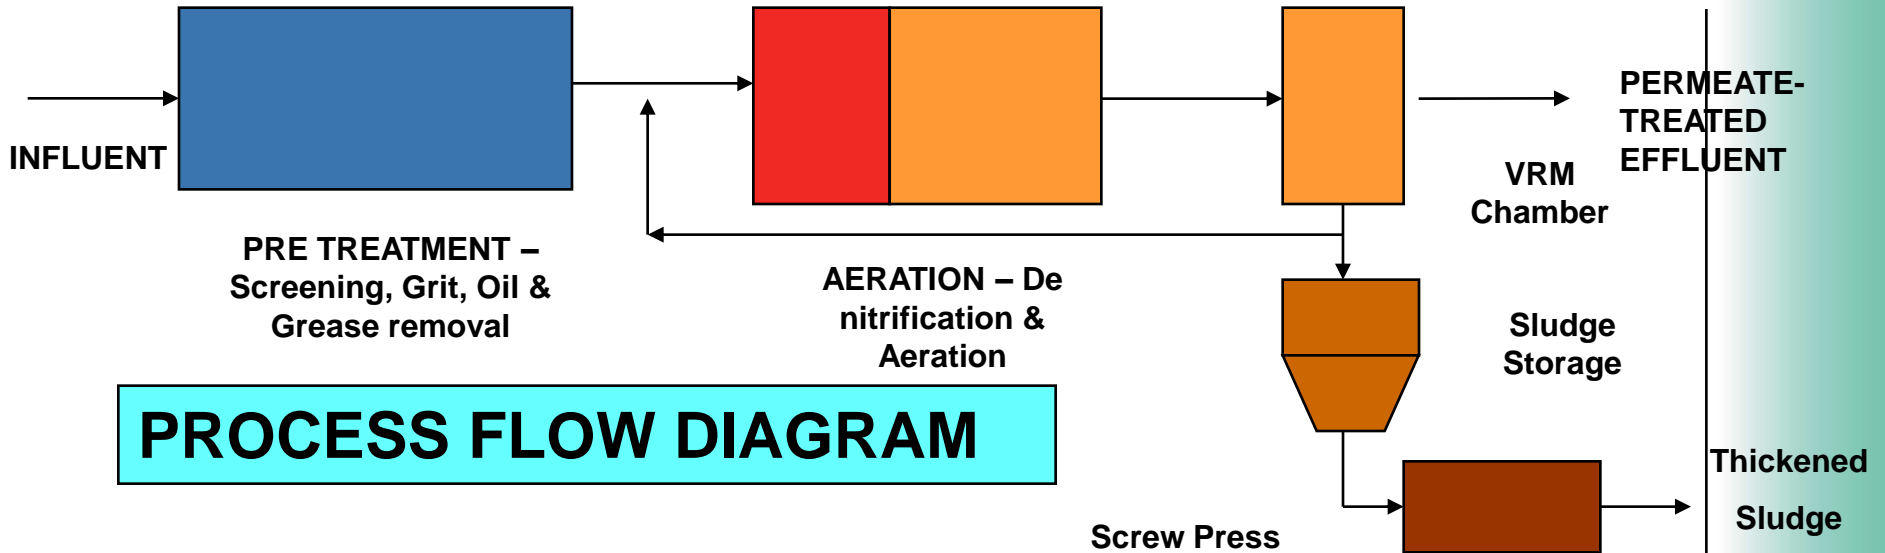 INFLUENT
PERMEATE-
TREATED
EFFLUENT
VRM
Chamber
PRE TREATMENT –
Screening, Grit, Oil &
Grease removal
AERATION – De
nitrification &
Aeration
Sludge
Storage
PROCESS FLOW DIAGRAM
Thickened
Sludge
Screw Press